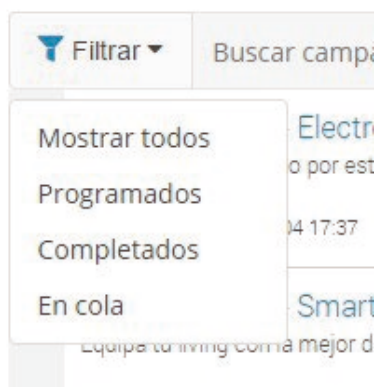 Filtrar Buscar campa
Mostrar todos Electr
o por est
Programados
4 17:37
Completados
En cola Smart
Equipa tu living con la mejor d